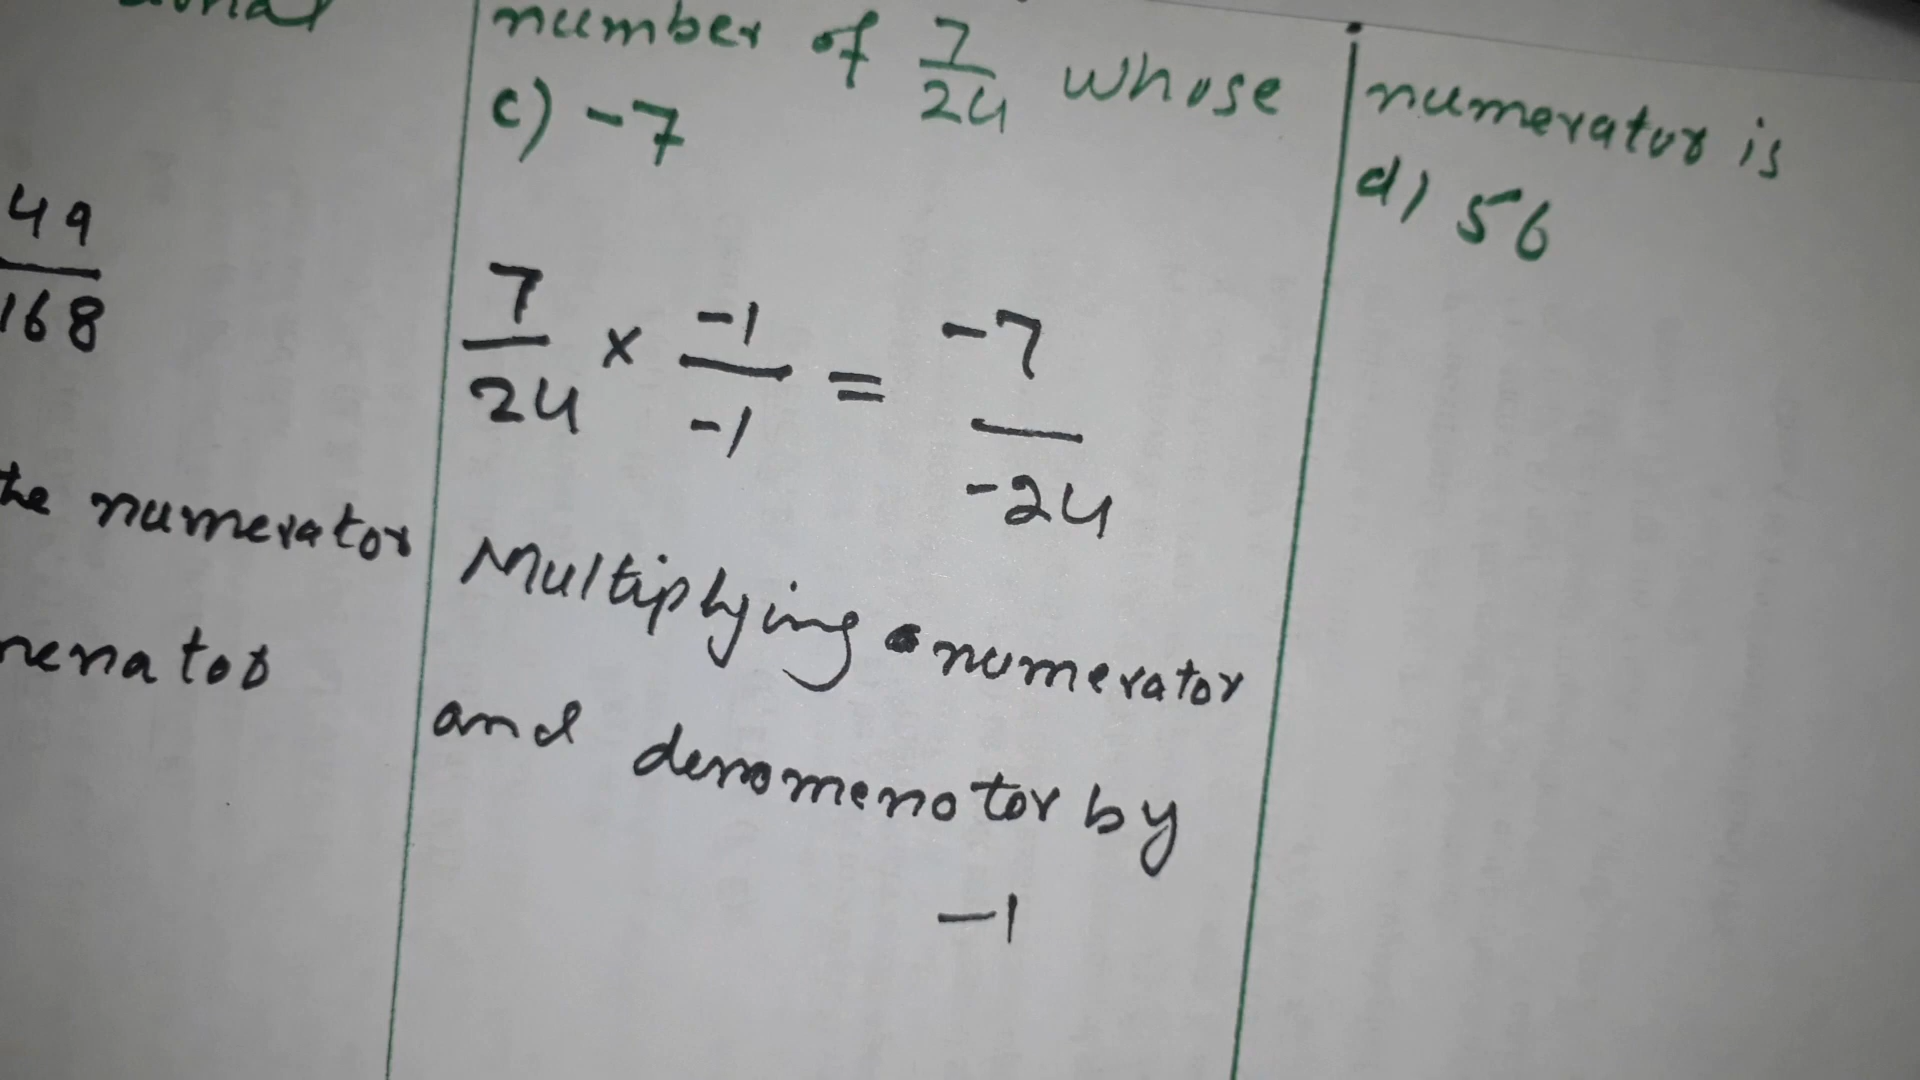 number of 7/24 whose numerator is
c) -7
d) 56
49/168
the numerator
7/24 × -1/-1 = -7/-24
Multiplying numerator
and denomenotor by
-1